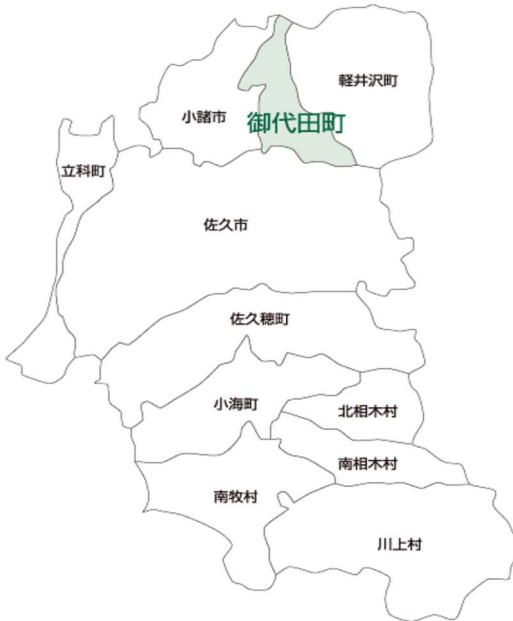 軽井沢町
小諸市
御代田町
立科町
佐久市
佐久穂町
小海町
北相木村
南相木村
南牧村
川上村